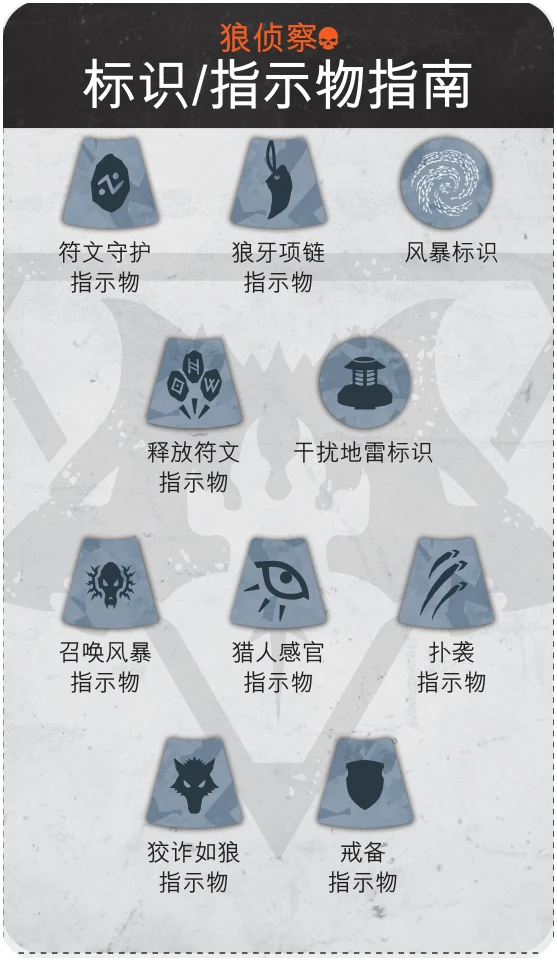 狼侦察
标识/指示物指南
符文守护
指示物
狼牙项链
指示物
风暴标识
释放符文
指示物
干扰地雷标识
召唤风暴
指示物
猎人感官
指示物
扑袭
指示物
狡诈如狼
指示物
戒备
指示物